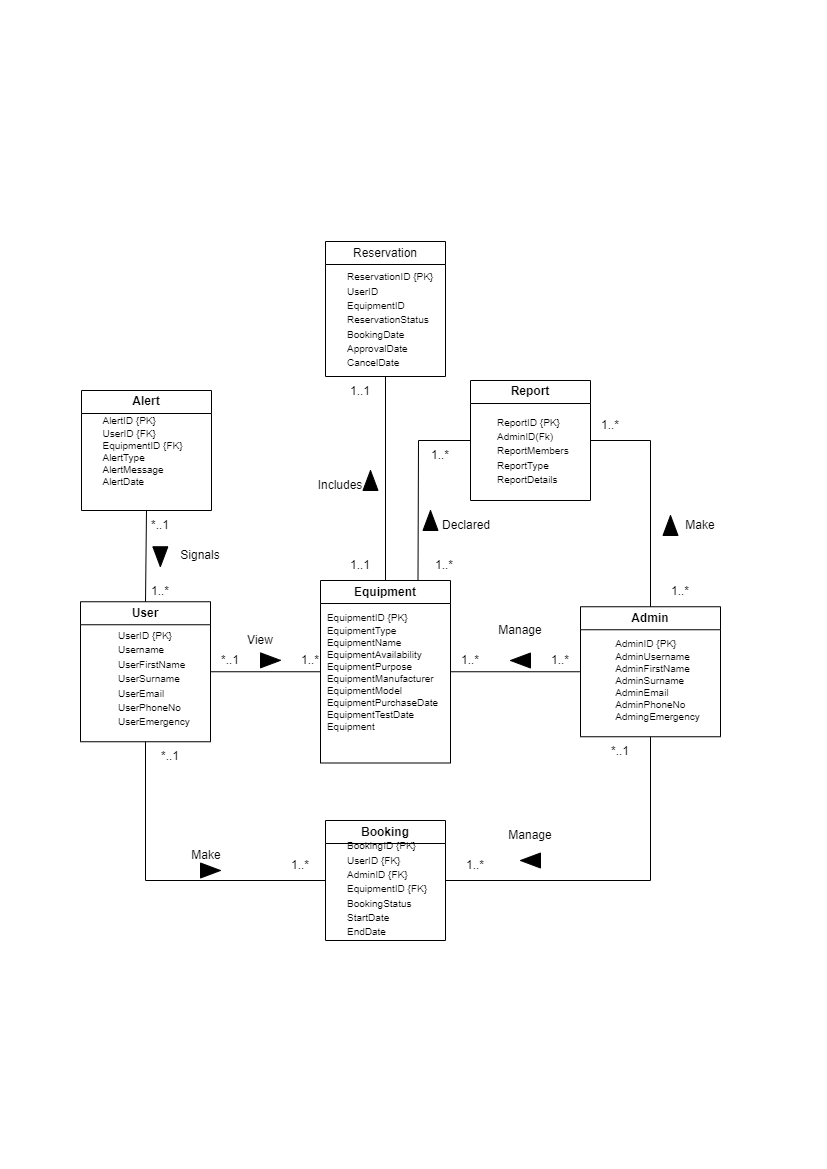 Reservation
ReservationID {PK}
UserID
EquipmentID
ReservationStatus
BookingDate
ApprovalDate
CancelDate
1..1
Includes
1..1
Report
ReportID {PK}
AdminID(Fk)
ReportMembers
ReportType
ReportDetails
1..*
1..*
Declared
1..*
Make
1..*
Alert
AlertID {PK}
UserID {FK}
EquipmentID {FK}
AlertType
AlertMessage
AlertDate
*..1
Signals
1..*
User
UserID {PK}
Username
UserFirstName
UserSurname
UserEmail
UserPhoneNo
UserEmergency
View
*..1
1..*
Equipment
EquipmentID {PK}
EquipmentType
EquipmentName
EquipmentAvailability
EquipmentPurpose
EquipmentManufacturer
EquipmentModel
EquipmentPurchaseDate
EquipmentTestDate
Equipment
Manage
1..*
1..*
Admin
AdminID {PK}
AdminUsername
AdminFirstName
AdminSurname
AdminEmail
AdminPhoneNo
AdmingEmergency
*..1
*..1
Make
1..*
Booking
BookingID {PK}
UserID {FK}
AdminID {FK}
EquipmentID {FK}
BookingStatus
StartDate
EndDate
Manage
1..*